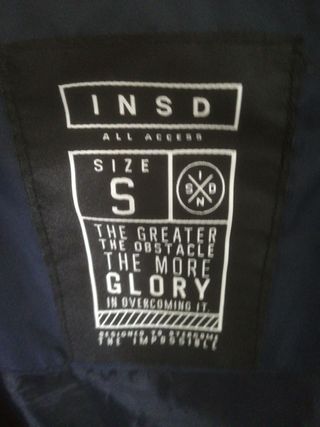 INSD
ALL ACCESS
SIZE
S
I
S D
N
THE GREATER
THE OBSTACLE
THE MORE
GLORY
IN OVERCOMING IT.
DESIGNED TO OVERCOME
THE IMPOSSIBLE